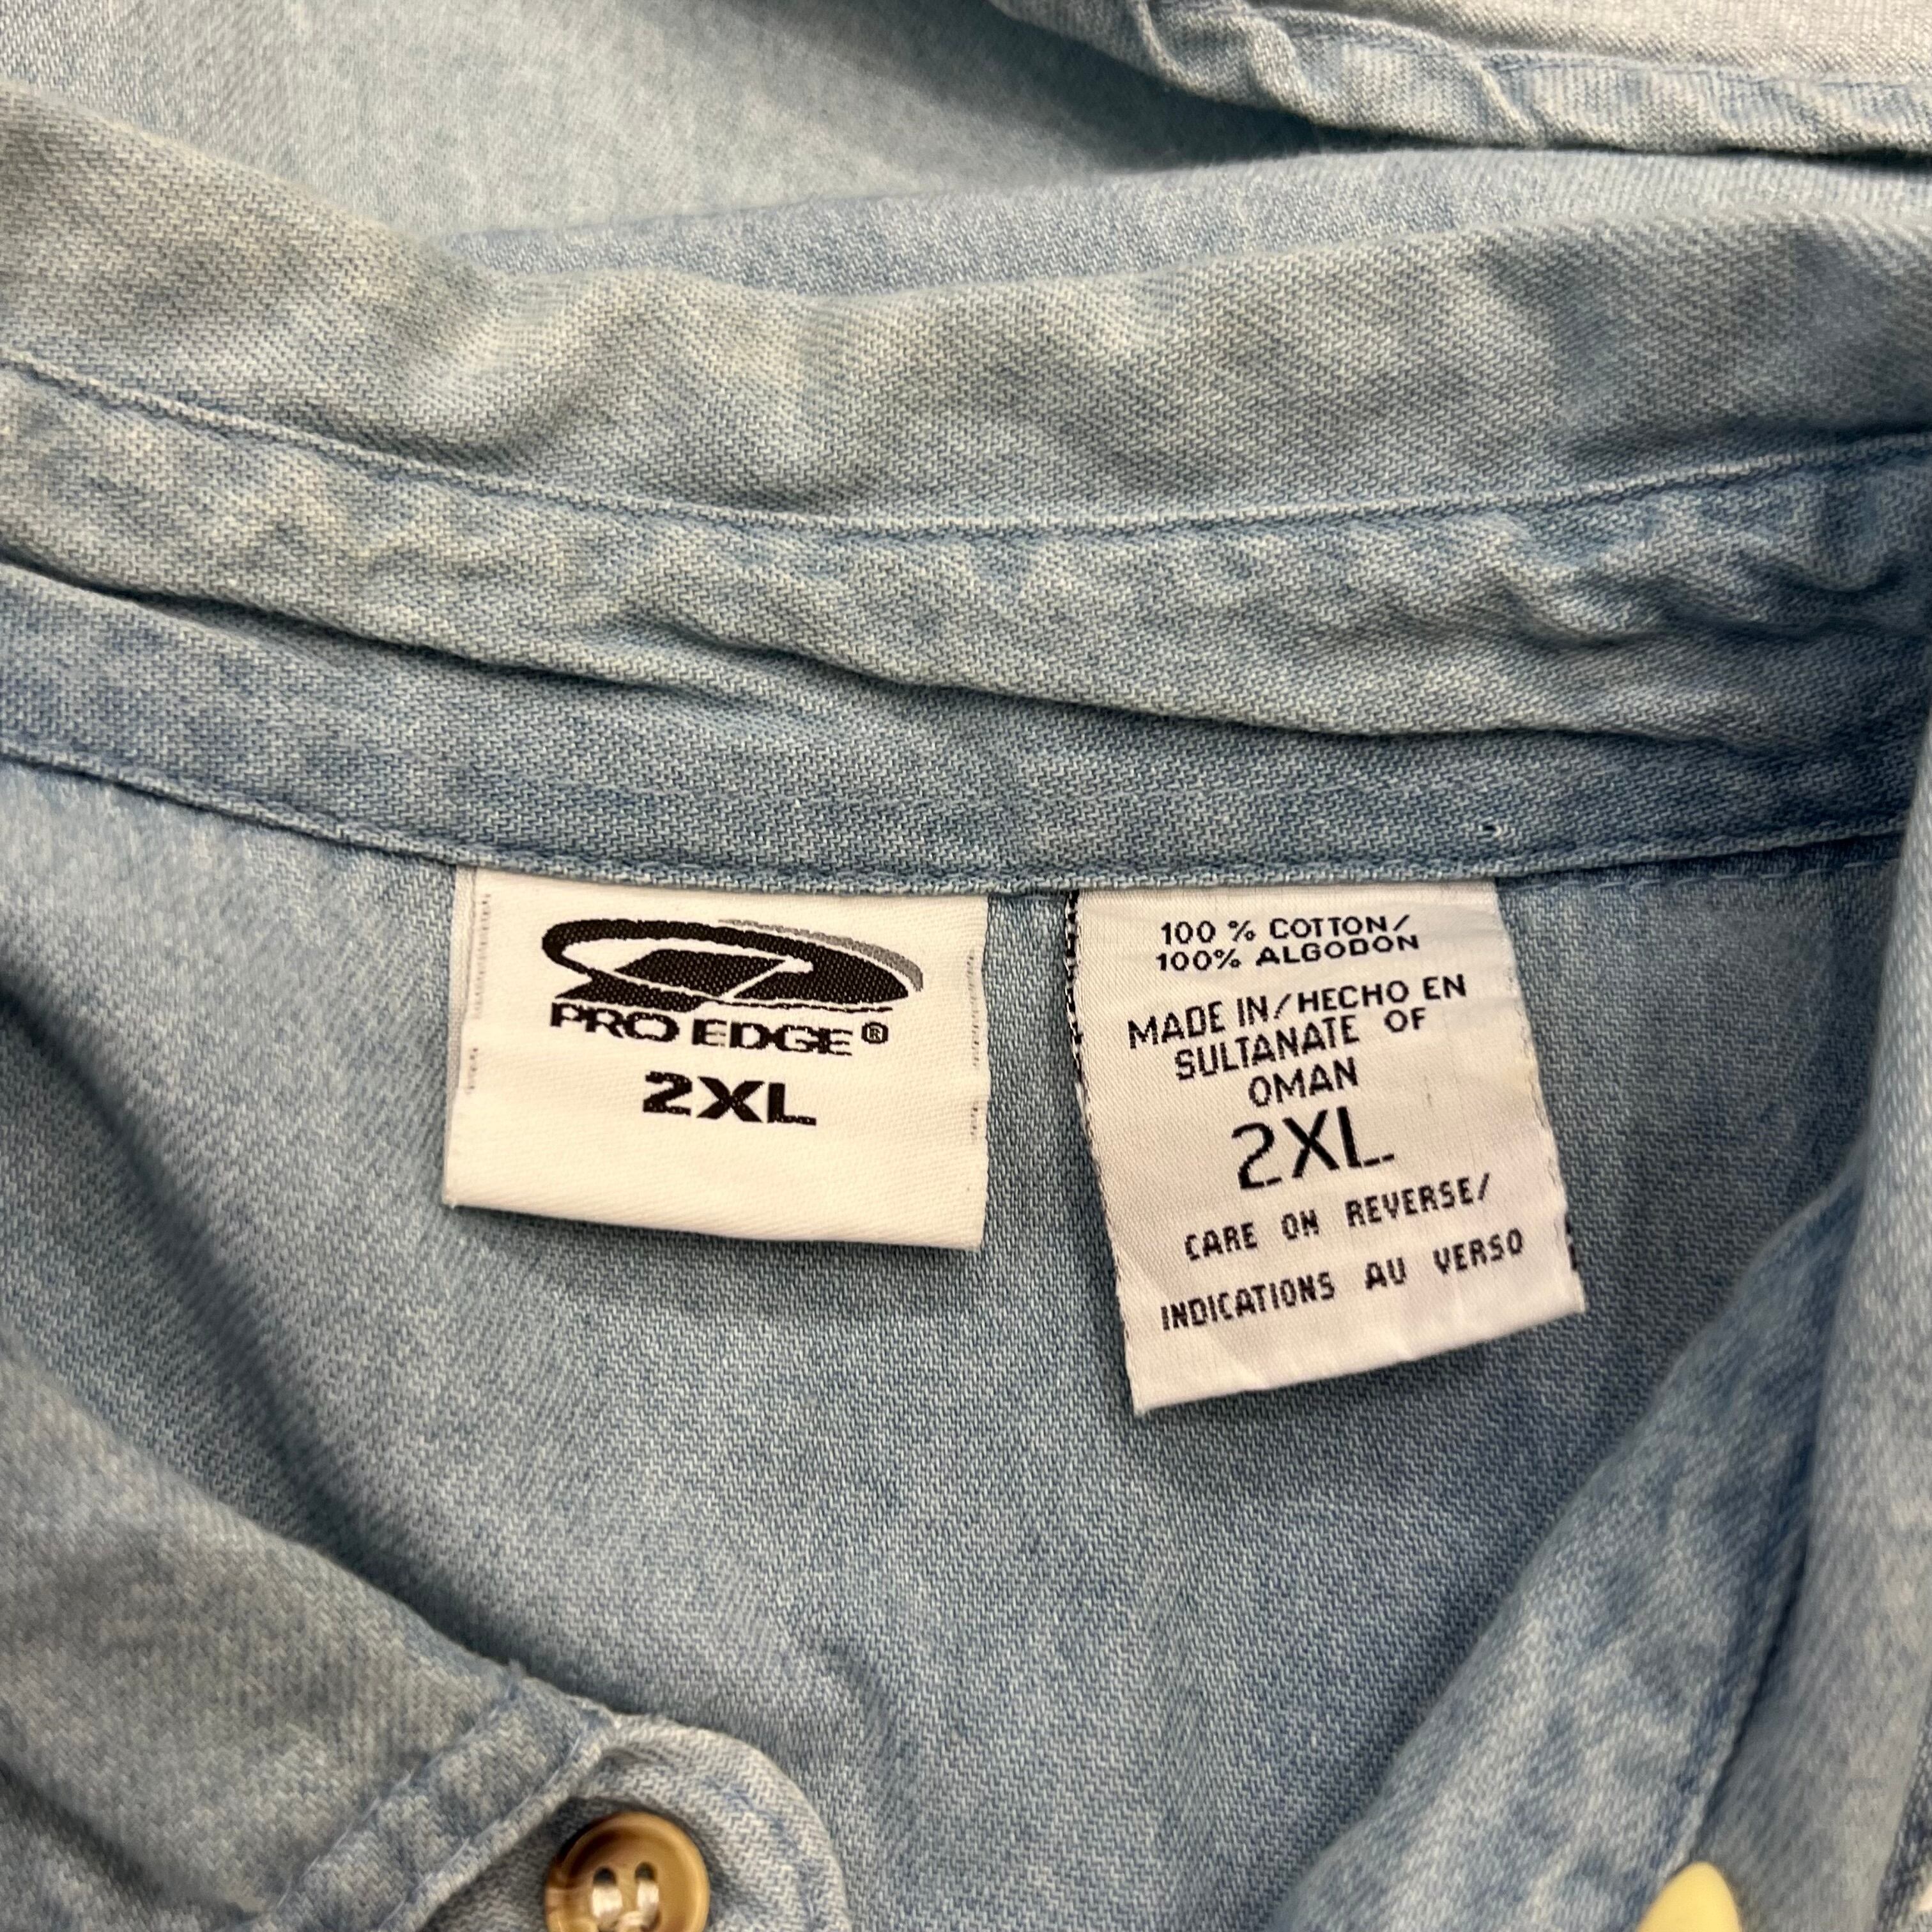 PRO EDGE®
2XL
100 % COTTON/
100% ALGODON
MADE IN/HECHO EN
SULTANATE OF
OMAN
2XL
CARE ON REVERSE/
INDICATIONS AU VERSO